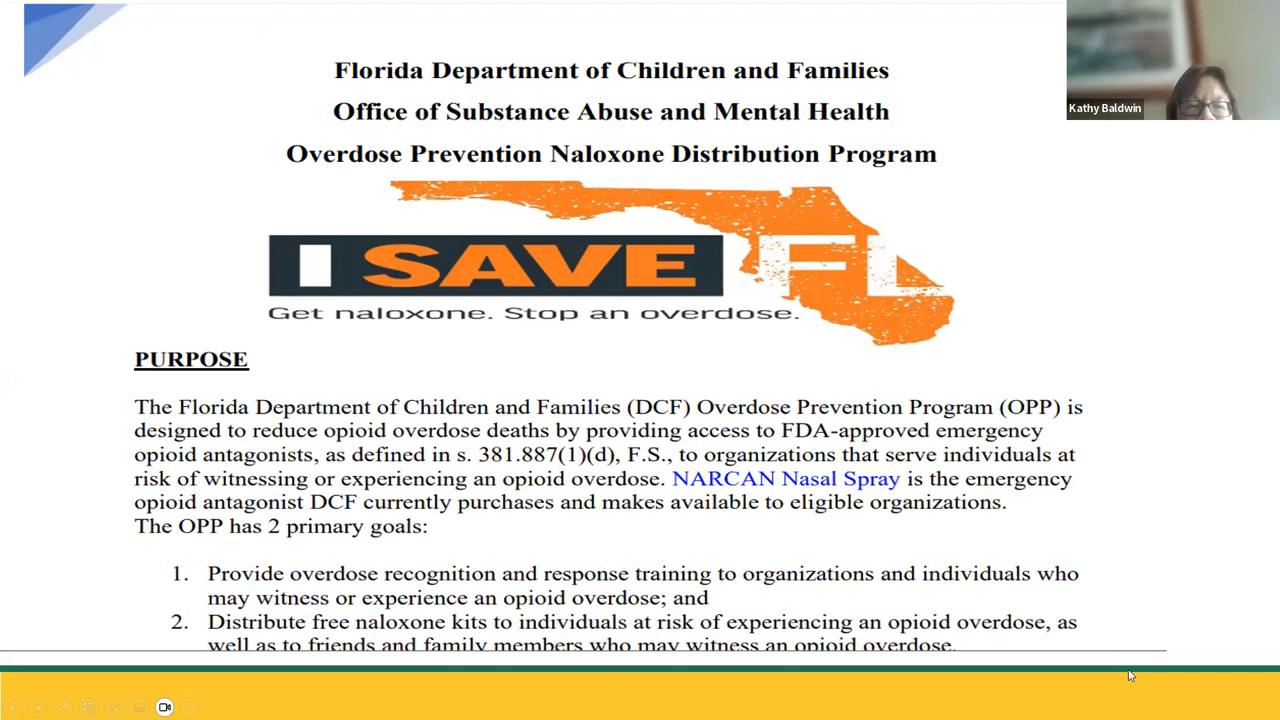 Florida Department of Children and Families
Office of Substance Abuse and Mental Health
Overdose Prevention Naloxone Distribution Program
Kathy Baldwin
I SAVE FL
Get naloxone. Stop an overdose.
PURPOSE
The Florida Department of Children and Families (DCF) Overdose Prevention Program (OPP) is
designed to reduce opioid overdose deaths by providing access to FDA-approved emergency
opioid antagonists, as defined in s. 381.887(1)(d), F.S., to organizations that serve individuals at
risk of witnessing or experiencing an opioid overdose. NARCAN Nasal Spray is the emergency
opioid antagonist DCF currently purchases and makes available to eligible organizations.
The OPP has 2 primary goals:
1. Provide overdose recognition and response training to organizations and individuals who
may witness or experience an opioid overdose; and
2. Distribute free naloxone kits to individuals at risk of experiencing an opioid overdose, as
well as to friends and family members who may witness an opioid overdose.